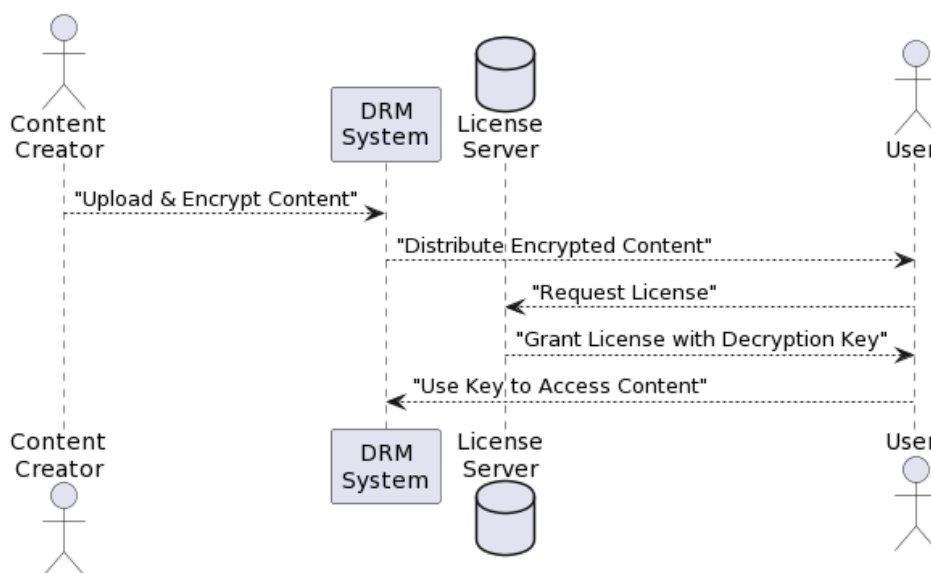 Content
Creator
DRM
System
License
Server
User
"Upload & Encrypt Content"
"Distribute Encrypted Content"
"Request License"
"Grant License with Decryption Key"
"Use Key to Access Content"
Content
Creator
DRM
System
License
Server
User